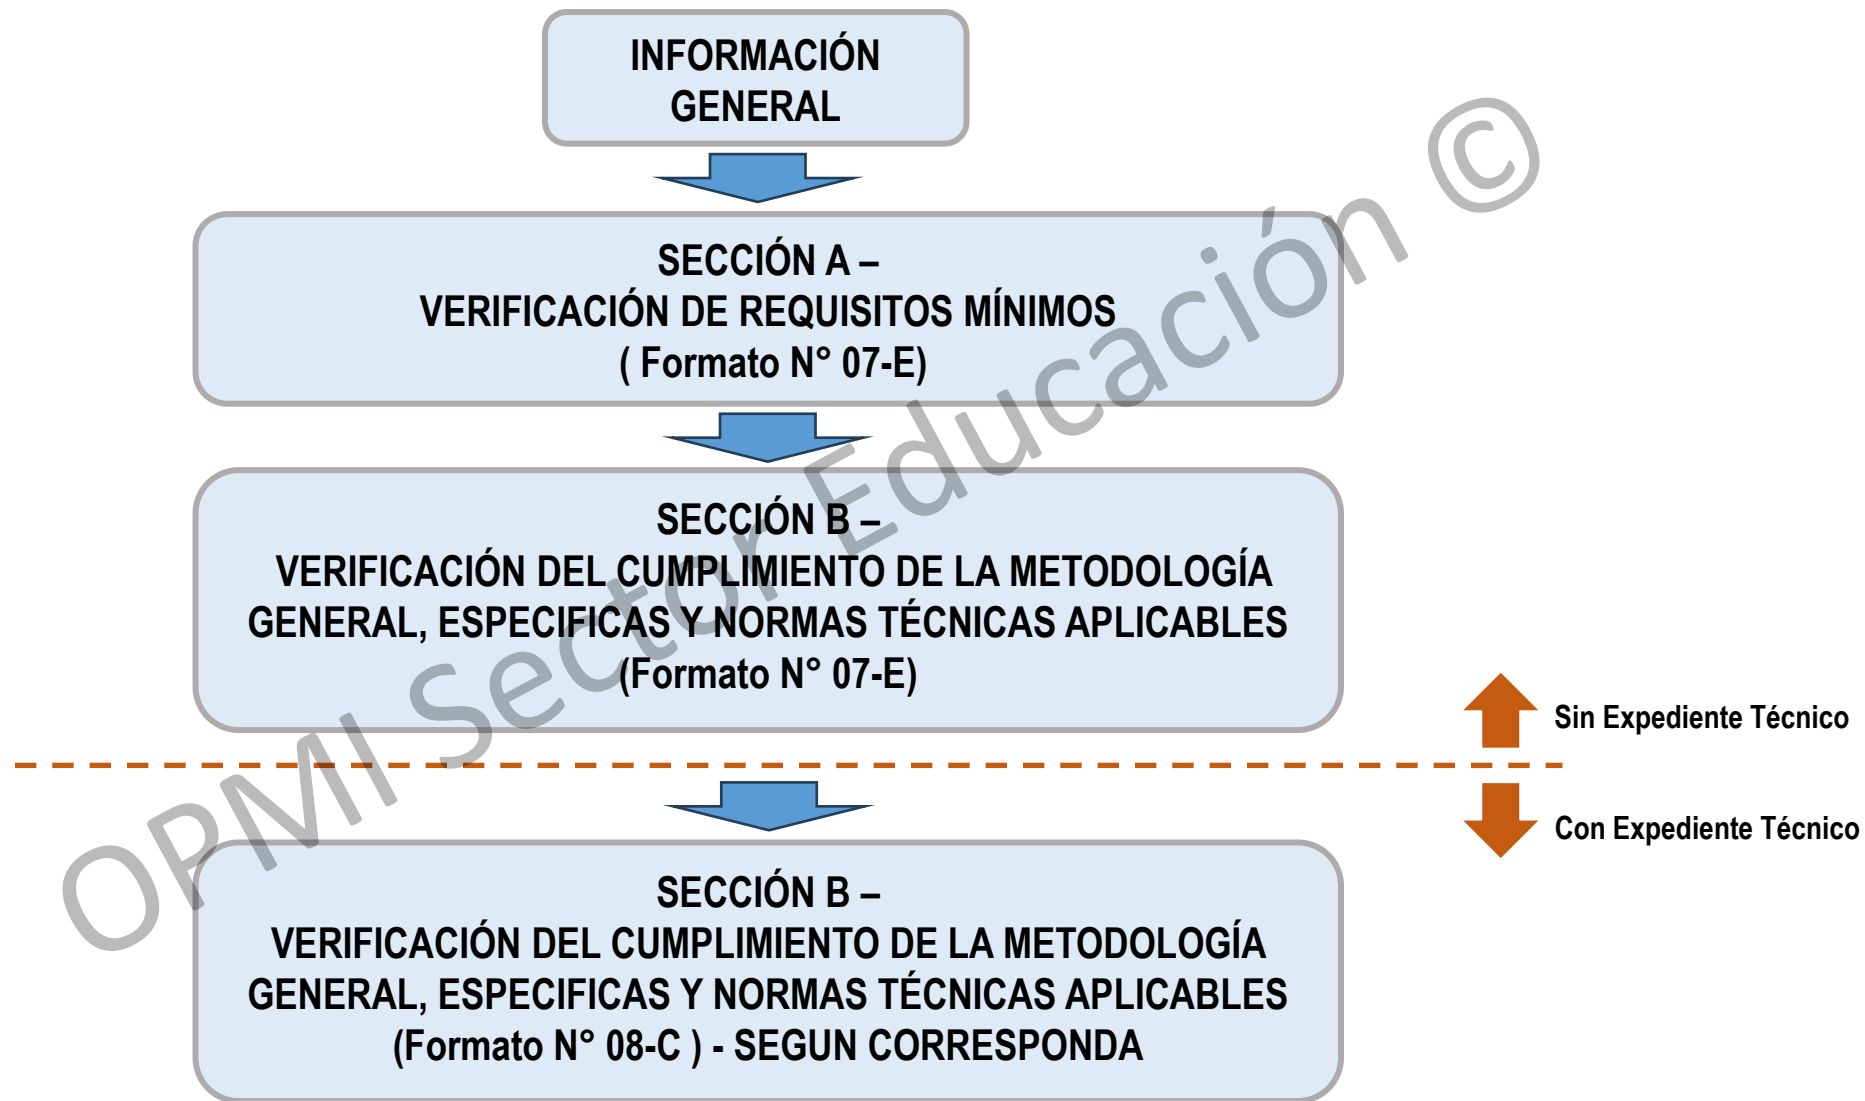 INFORMACIÓN
GENERAL
SECCIÓN A –
VERIFICACIÓN DE REQUISITOS MÍNIMOS
( Formato N° 07-E)
SECCIÓN B –
VERIFICACIÓN DEL CUMPLIMIENTO DE LA METODOLOGÍA
GENERAL, ESPECIFICAS Y NORMAS TÉCNICAS APLICABLES
(Formato N° 07-E)
Sin Expediente Técnico
Con Expediente Técnico
SECCIÓN B –
VERIFICACIÓN DEL CUMPLIMIENTO DE LA METODOLOGÍA
GENERAL, ESPECIFICAS Y NORMAS TÉCNICAS APLICABLES
(Formato N° 08-C ) - SEGUN CORRESPONDA
OPMI Sector Educación ©